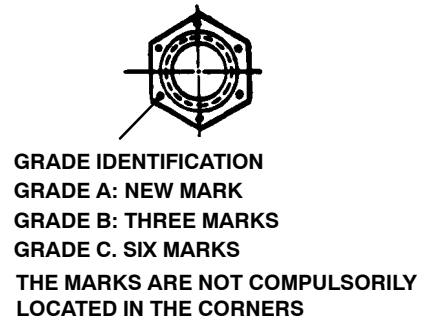 GRADE IDENTIFICATION
GRADE A: NEW MARK
GRADE B: THREE MARKS
GRADE C. SIX MARKS
THE MARKS ARE NOT COMPULSORILY
LOCATED IN THE CORNERS